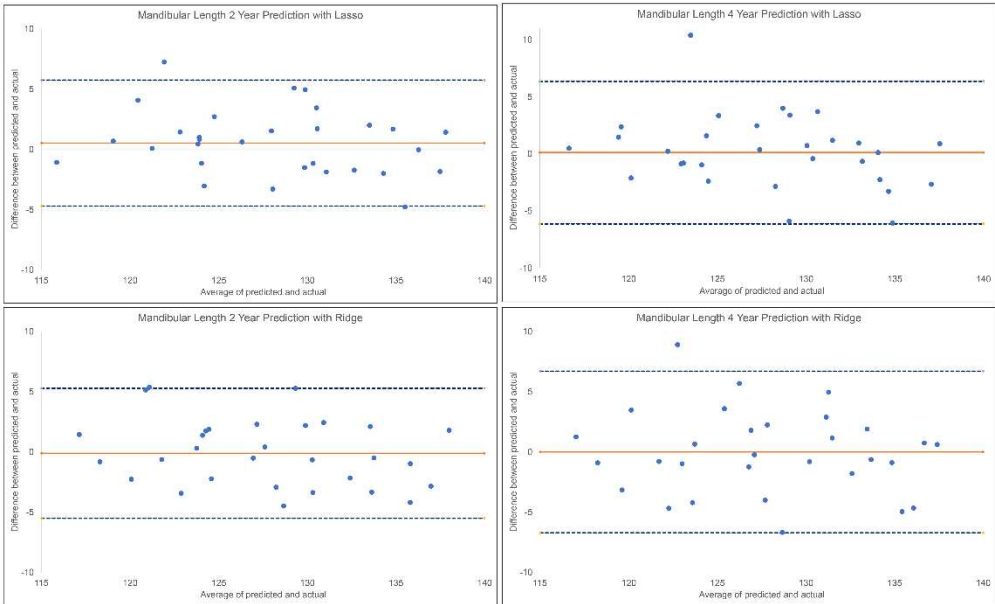 Mandibular Length 2 Year Prediction with Lasso
10
5
0
-5
-10
115 120 125 130 135 140
Difference between predicted and actual
Average of predicted and actual
Mandibular Length 4 Year Prediction with Lasso
10
5
0
-5
-10
115 120 125 130 135 140
Difference between predicted and actual
Average of predicted and actual
Mandibular Length 2 Year Prediction with Ridge
10
5
0
-5
-10
115 120 125 130 135 140
Difference between predicted and actual
Average of predicted and actual
Mandibular Length 4 Year Prediction with Ridge
10
5
0
-5
-10
115 120 125 130 135 140
Difference between predicted and actual
Average of predicted and actual